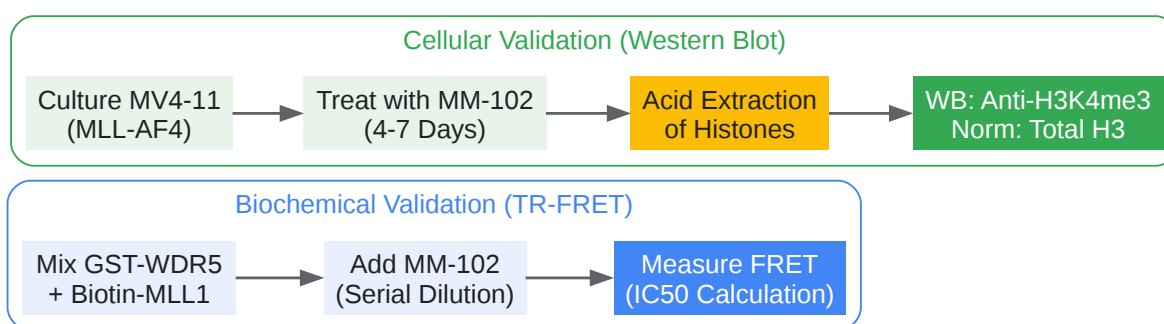 Cellular Validation (Western Blot)
Culture MV4-11
(MLL-AF4)
Treat with MM-102
(4-7 Days)
Acid Extraction
of Histones
WB: Anti-H3K4me3
Norm: Total H3
Biochemical Validation (TR-FRET)
Mix GST-WDR5
+ Biotin-MLL1
Add MM-102
(Serial Dilution)
Measure FRET
(IC50 Calculation)